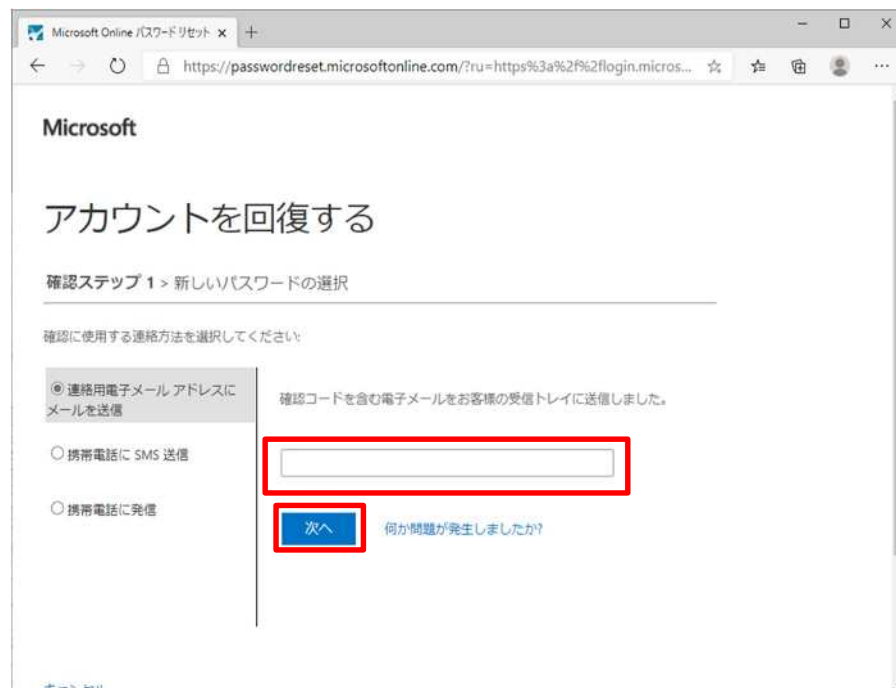 Microsoft Online パスワード リセット
https://passwordreset.microsoftonline.com/?ru=https%3a%2f%2flogin.micros...
Microsoft
アカウントを回復する
確認ステップ 1 > 新しいパスワードの選択
確認に使用する連絡方法を選択してください:
連絡用電子メール アドレスに
メールを送信
確認コードを含む電子メールをお客様の受信トレイに送信しました。
携帯電話に SMS 送信
携帯電話に発信
次へ
何か問題が発生しましたか?
キャンセル